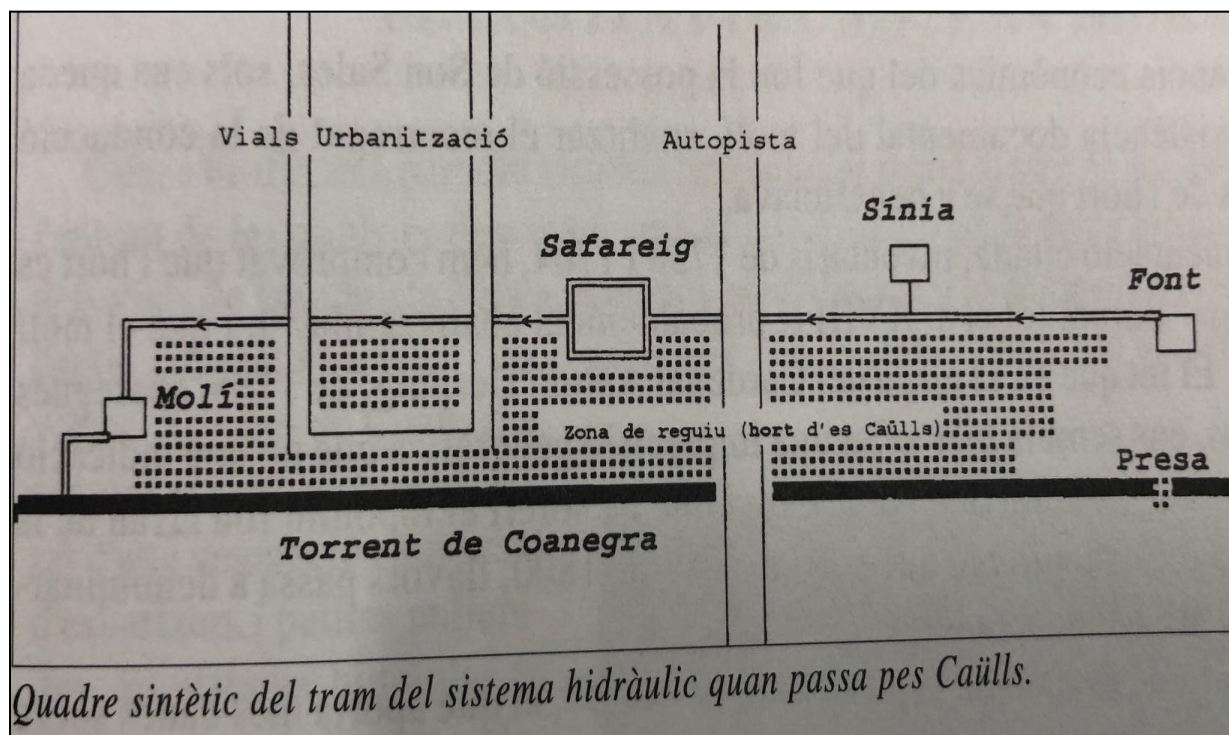 Vials Urbanització
Autopista
Sínia
Safareig
Font
Molí
Zona de reguiu (hort d'es Caülls)
Presa
Torrent de Coanegra
Quadre sintètic del tram del sistema hidràulic quan passa pes Caülls.